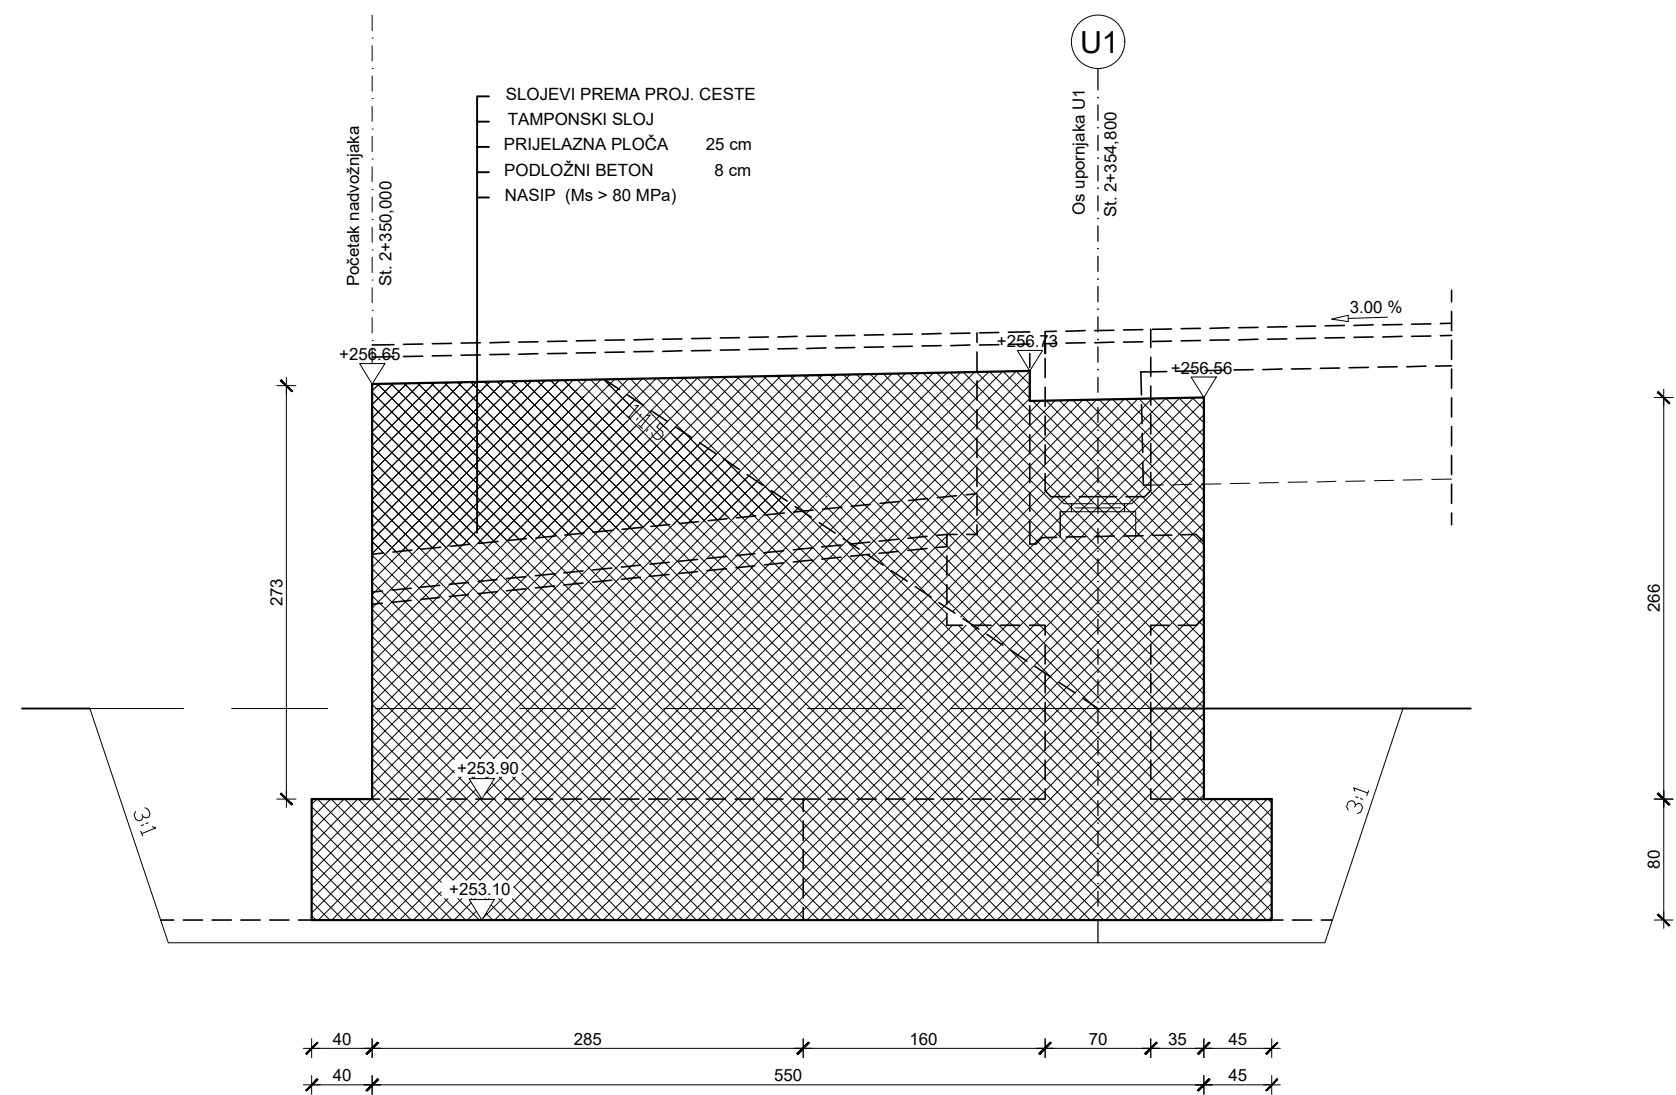 U1
SLOJEVI PREMA PROJ. CESTE
TAMPONSKI SLOJ
PRIJELAZNA PLOČA 25 cm
PODLOŽNI BETON 8 cm
NASIP (Ms > 80 MPa)
Početak nadvožnjaka
St. 2+350,000
Os upornjaka U1
St. 2+354,800
3.00 %
+256.65
+256.73
+256.56
1:1.5
273
266
+253.90
3:1
3:1
80
+253.10
40 285 160 70 35 45
40 550 45